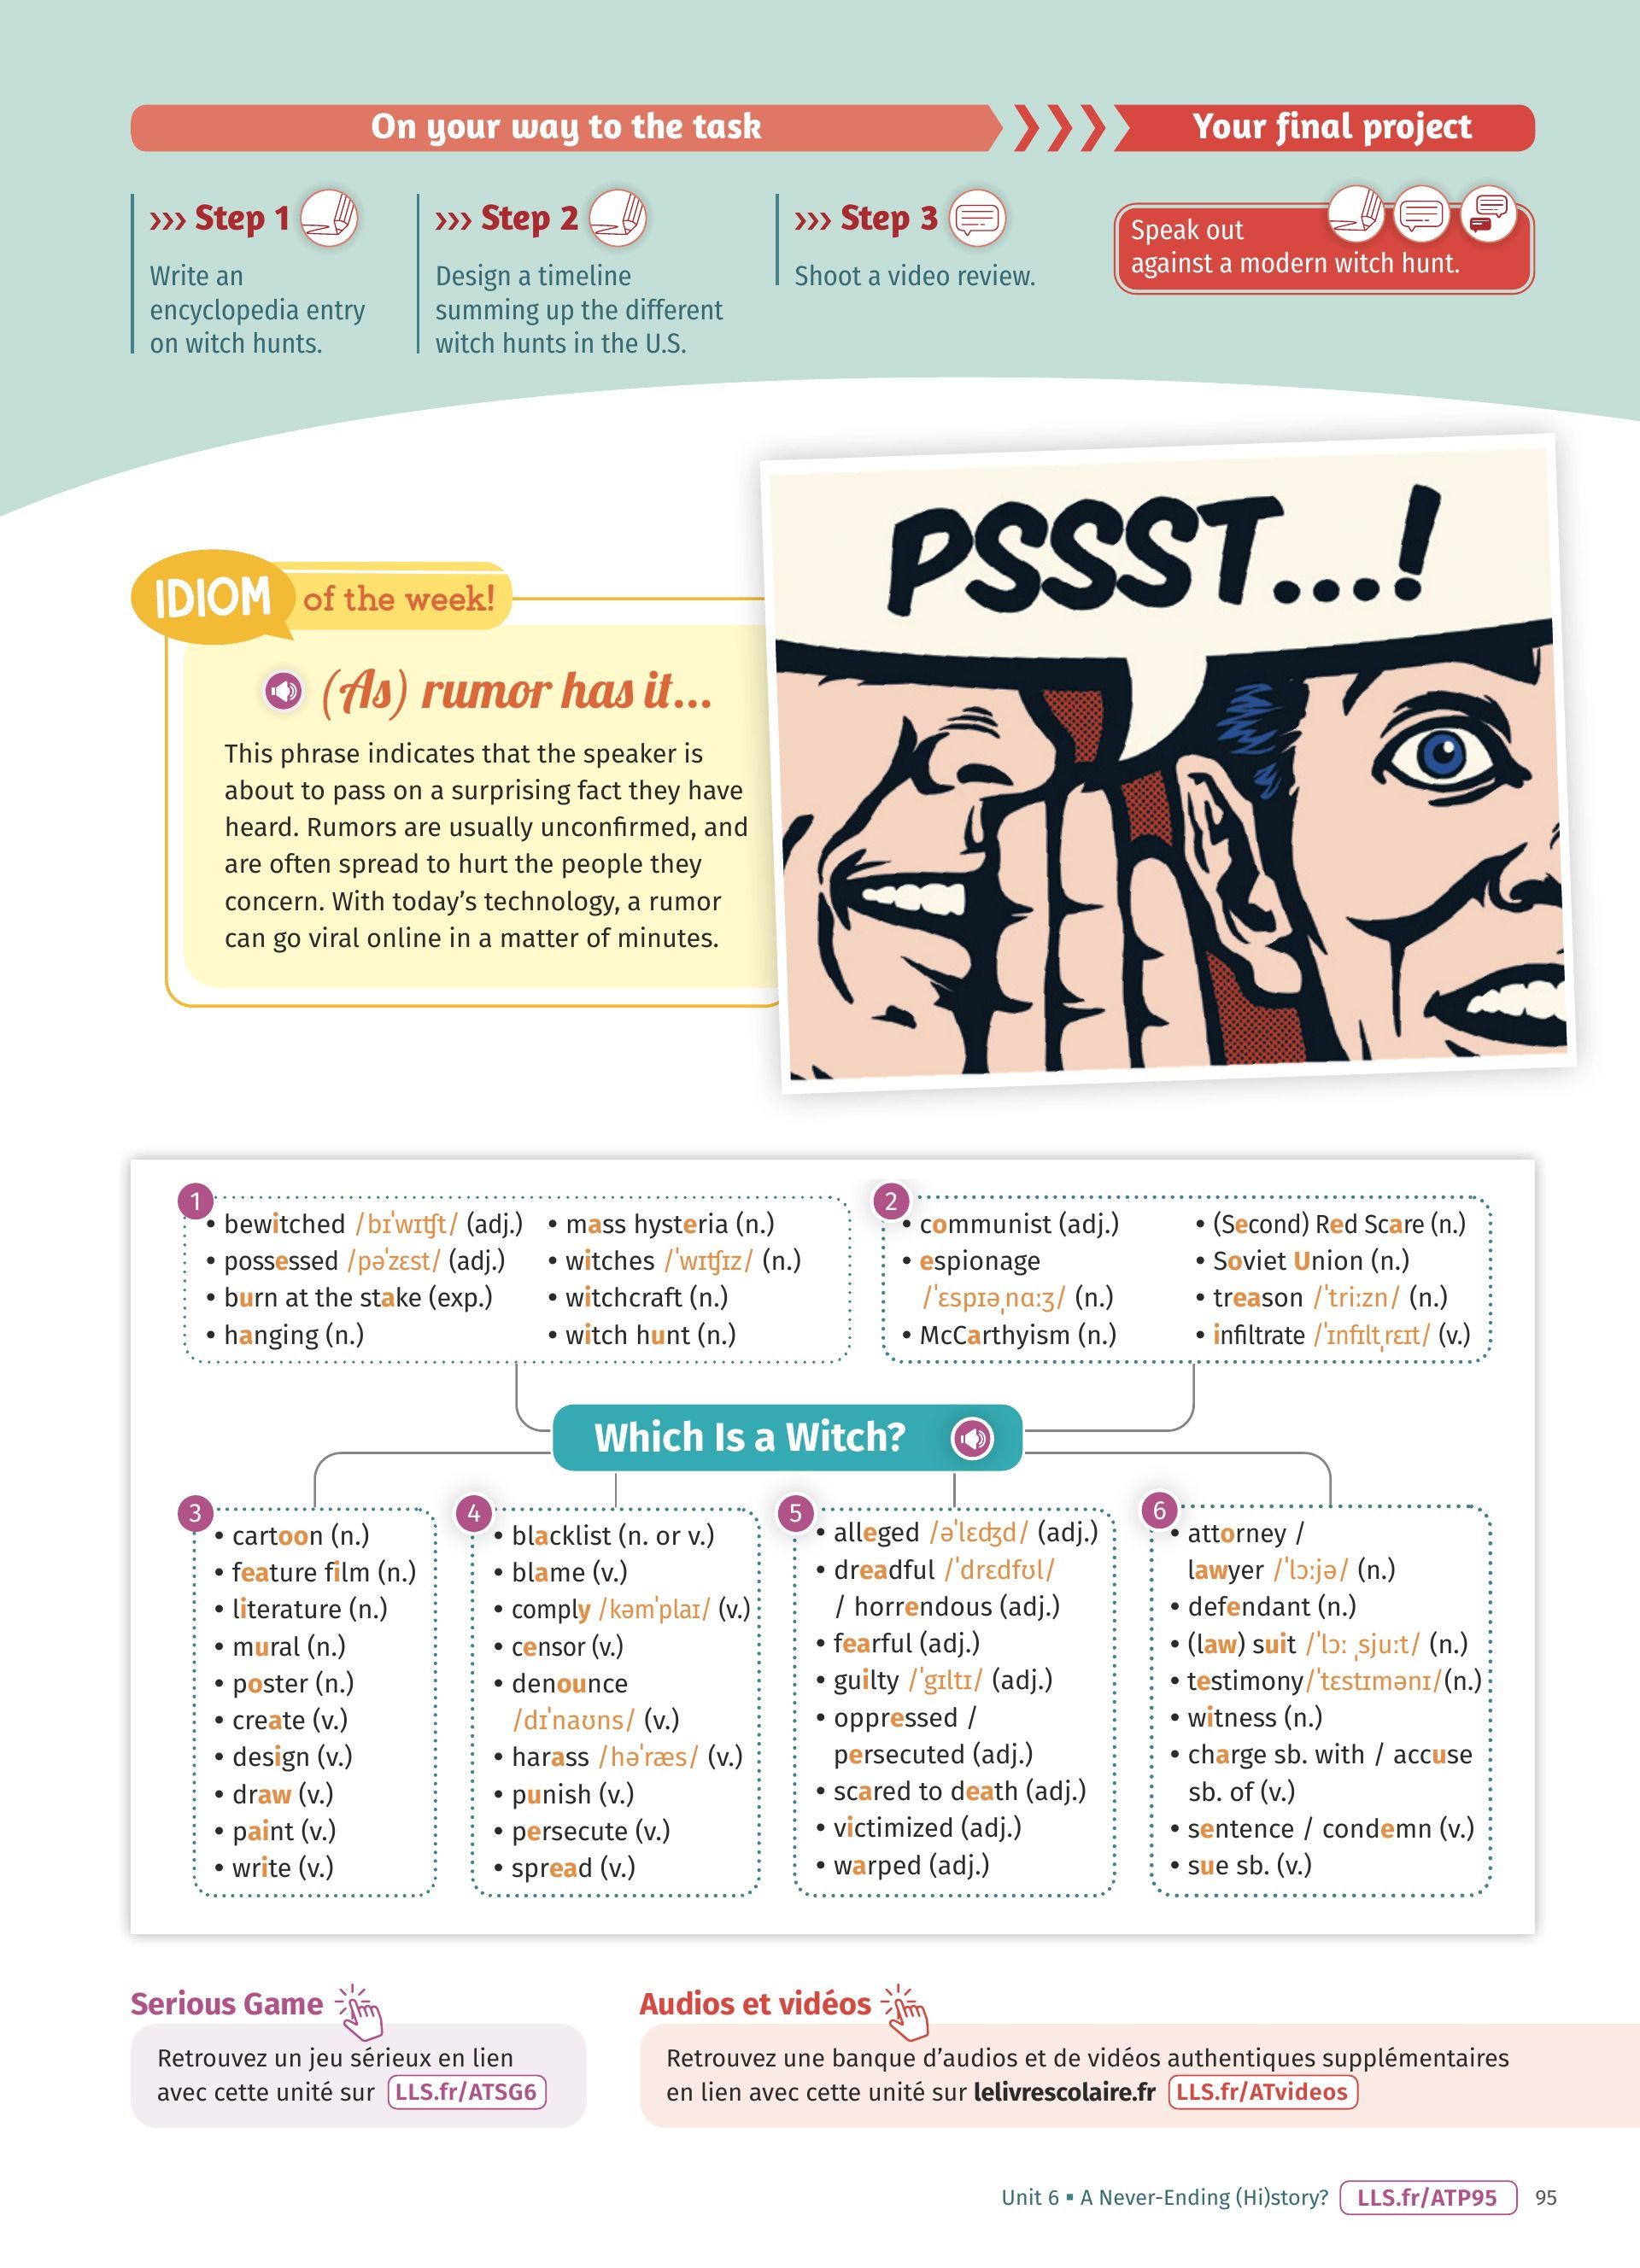 On your way to the task
Your final project
››› Step 1
Write an
encyclopedia entry
on witch hunts.
››› Step 2
Design a timeline
summing up the different
witch hunts in the U.S.
››› Step 3
Shoot a video review.
Speak out
against a modern witch hunt.
IDIOM of the week!
(As) rumor has it...
This phrase indicates that the speaker is
about to pass on a surprising fact they have
heard. Rumors are usually unconfirmed, and
are often spread to hurt the people they
concern. With today's technology, a rumor
can go viral online in a matter of minutes.
PSSST...!
1
• bewitched /bɪˈwɪʧt/ (adj.)
• possessed /pəˈzɛst/ (adj.)
• burn at the stake (exp.)
• hanging (n.)
• mass hysteria (n.)
• witches /ˈwɪʧɪz/ (n.)
• witchcraft (n.)
• witch hunt (n.)
2
• communist (adj.)
• espionage
/ˈɛspɪəˌnɑːʒ/ (n.)
• McCarthyism (n.)
• (Second) Red Scare (n.)
• Soviet Union (n.)
• treason /ˈtriːzn/ (n.)
• infiltrate /ˈɪnfɪltˌrɛɪt/ (v.)
Which Is a Witch?
3
• cartoon (n.)
• feature film (n.)
• literature (n.)
• mural (n.)
• poster (n.)
• create (v.)
• design (v.)
• draw (v.)
• paint (v.)
• write (v.)
4
• blacklist (n. or v.)
• blame (v.)
• comply /kəmˈplaɪ/ (v.)
• censor (v.)
• denounce
/dɪˈnaʊns/ (v.)
• harass /həˈræs/ (v.)
• punish (v.)
• persecute (v.)
• spread (v.)
5
• alleged /əˈlɛʤd/ (adj.)
• dreadful /ˈdrɛdfʊl/
/ horrendous (adj.)
• fearful (adj.)
• guilty /ˈgɪltɪ/ (adj.)
• oppressed /
persecuted (adj.)
• scared to death (adj.)
• victimized (adj.)
• warped (adj.)
6
• attorney /
lawyer /ˈlɔːjə/ (n.)
• defendant (n.)
• (law) suit /ˈlɔː ˌsjuːt/ (n.)
• testimony/ˈtɛstɪmənɪ/(n.)
• witness (n.)
• charge sb. with / accuse
sb. of (v.)
• sentence / condemn (v.)
• sue sb. (v.)
Serious Game
Retrouvez un jeu sérieux en lien
avec cette unité sur LLS.fr/ATSG6
Audios et vidéos
Retrouvez une banque d'audios et de vidéos authentiques supplémentaires
en lien avec cette unité sur lelivrescolaire.fr LLS.fr/ATvideos
Unit 6 ▪ A Never-Ending (Hi)story? LLS.fr/ATP95 95